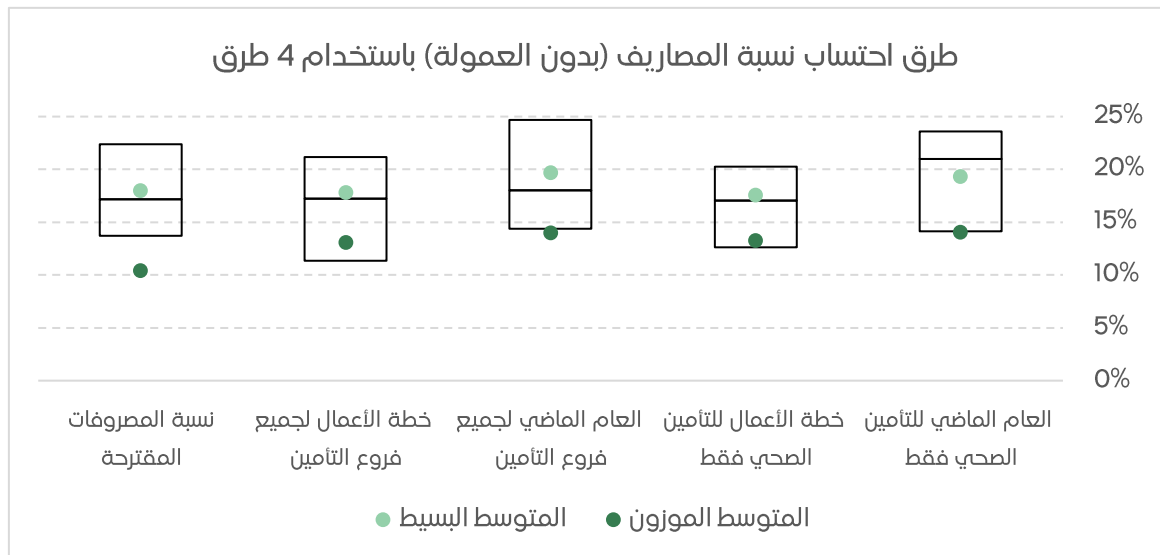 طرق احتساب نسبة المصاريف (بدون العمولة) باستخدام 4 طرق
25%
20%
15%
10%
5%
0%
العام الماضي للتأمين
الصحي فقط
خطة الأعمال للتأمين
الصحي فقط
العام الماضي لجميع
فروع التأمين
خطة الأعمال لجميع
فروع التأمين
نسبة المصروفات
المقترحة
المتوسط الموزون
المتوسط البسيط